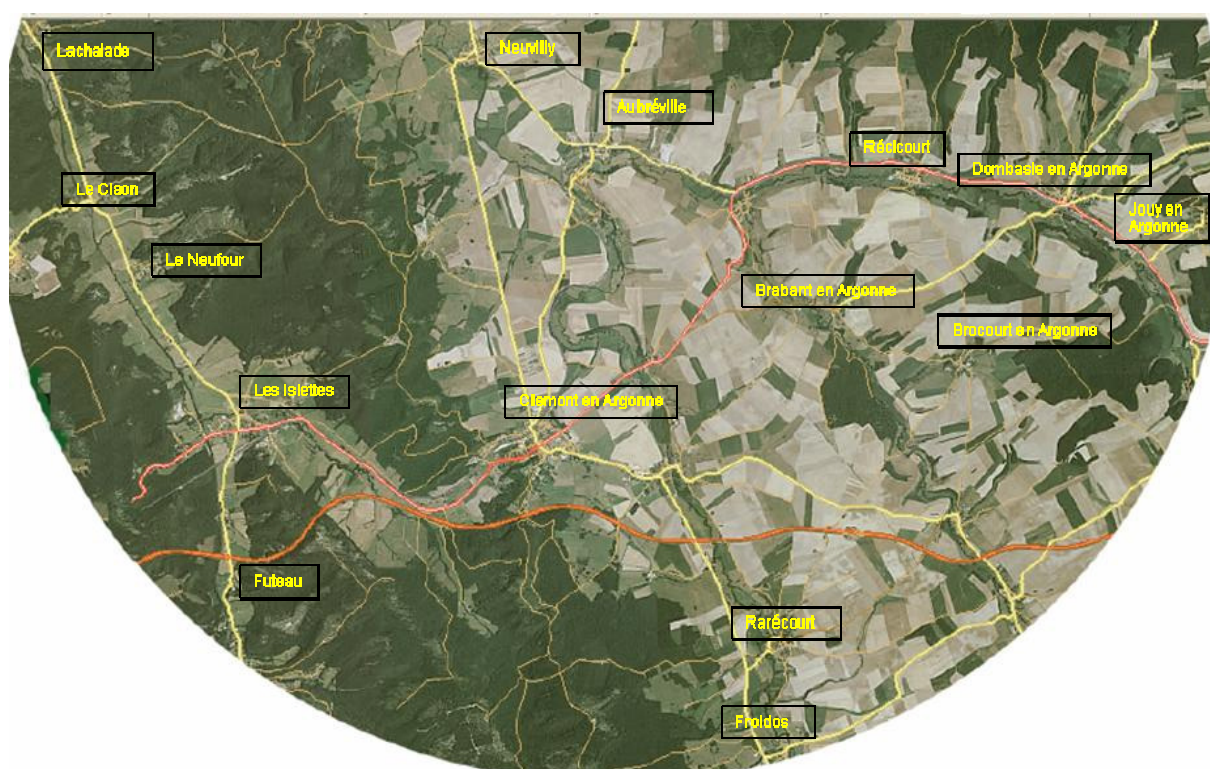 Lachalade
Neuvilly
Aubréville
Récicourt
Dombasle en Argonne
Le Claon
Jouy en
Argonne
Le Neufour
Brabant en Argonne
Brocourt en Argonne
Les Islettes
Clermont en Argonne
Futeau
Rarécourt
Froidos